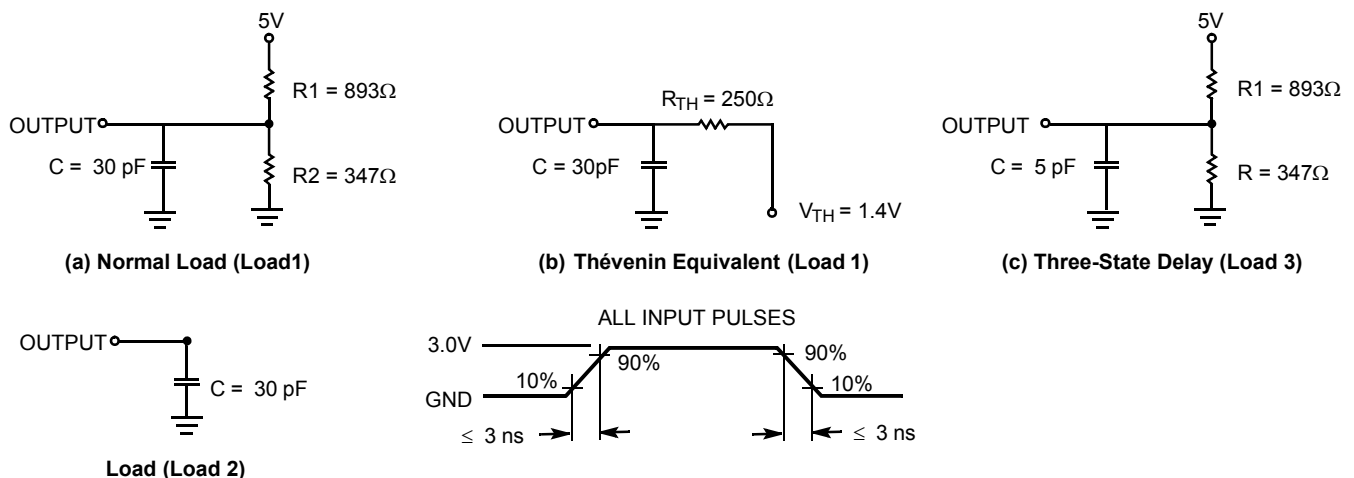 5V
R1 = 893Ω
OUTPUT
C = 30 pF
R2 = 347Ω
(a) Normal Load (Load1)
RTH = 250Ω
OUTPUT
C = 30pF
VTH = 1.4V
(b) Thévenin Equivalent (Load 1)
5V
R1 = 893Ω
OUTPUT
C = 5 pF
R = 347Ω
(c) Three-State Delay (Load 3)
OUTPUT
C = 30 pF
Load (Load 2)
ALL INPUT PULSES
3.0V
90%
90%
10%
10%
GND
≤ 3 ns
≤ 3 ns